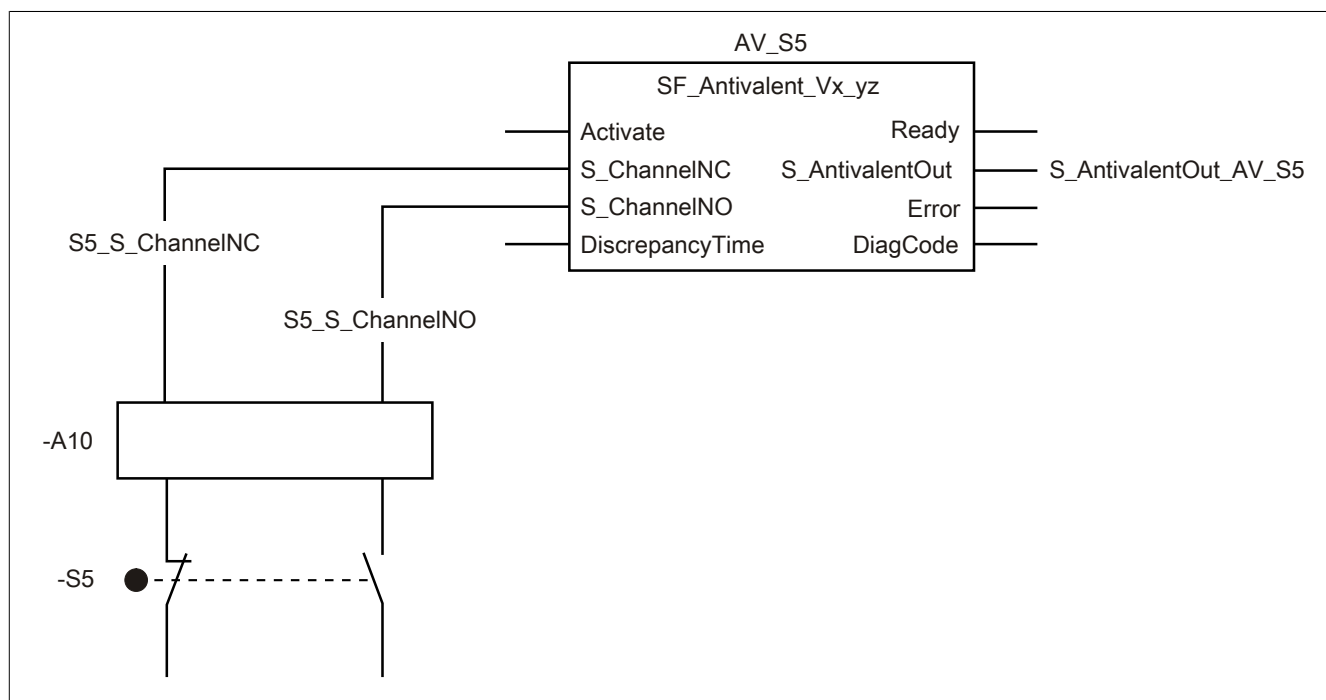 AV_S5
SF_Antivalent_Vx_yz
Activate Ready
S_ChannelNC S_AntivalentOut S_AntivalentOut_AV_S5
S_ChannelNO Error
DiscrepancyTime DiagCode
S5_S_ChannelNC
S5_S_ChannelNO
-A10
-S5